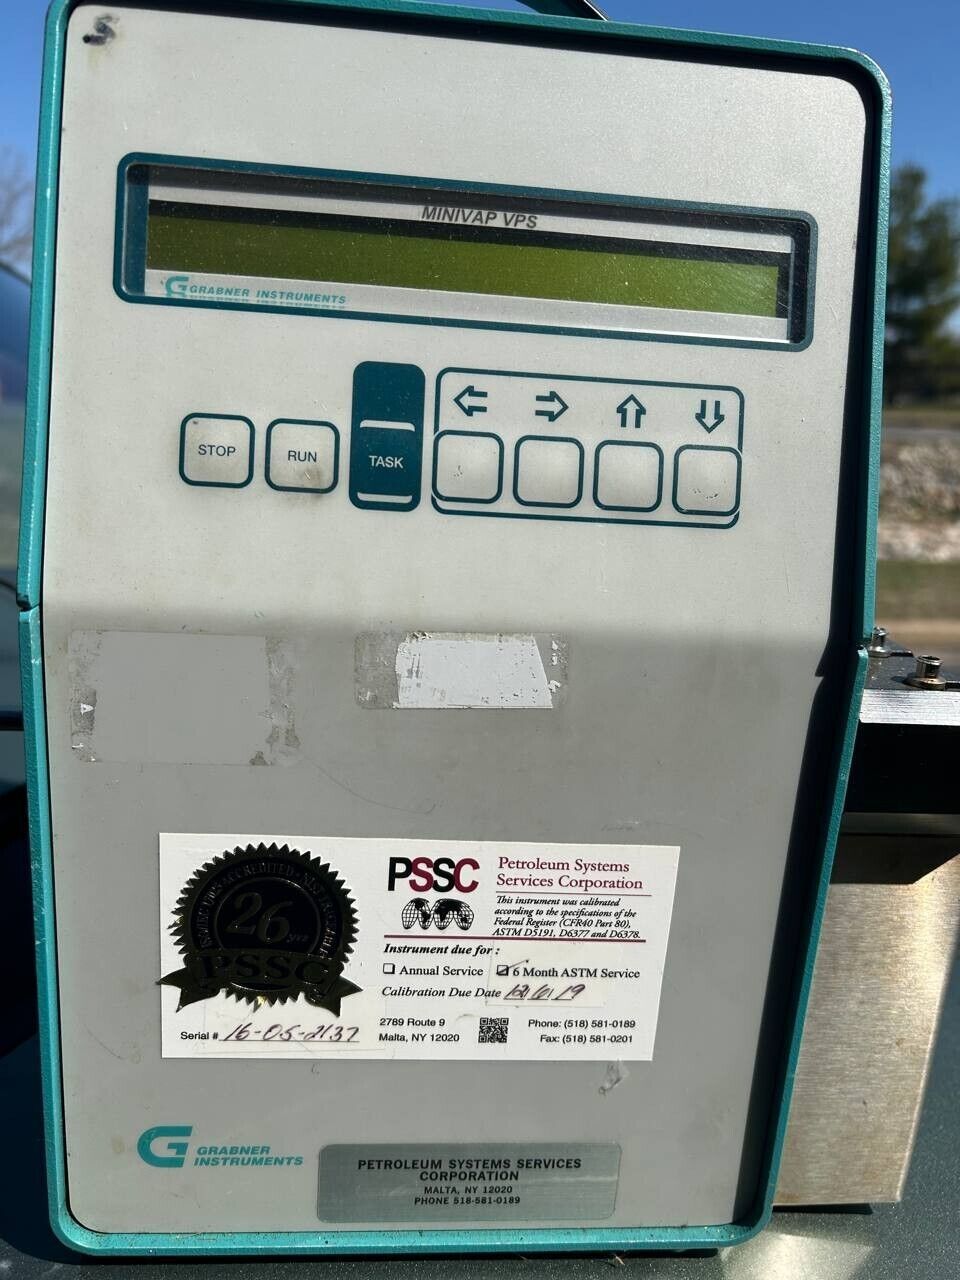 S
MINIVAP VPS
GRABNER INSTRUMENTS
STOP
RUN
TASK
26
PSSC
PSSC
Petroleum Systems
Services Corporation
This instrument was calibrated
according to the specifications of the
Federal Register (CFR40 Part 80),
ASTM D5191, D6377 and D6378.
Instrument due for :
Annual Service
6 Month ASTM Service
Calibration Due Date 12/6/19
Serial # 16-05-2137
2789 Route 9
Malta, NY 12020
Phone: (518) 581-0189
Fax: (518) 581-0201
GRABNER
INSTRUMENTS
PETROLEUM SYSTEMS SERVICES
CORPORATION
MALTA, NY 12020
PHONE 518-581-0189